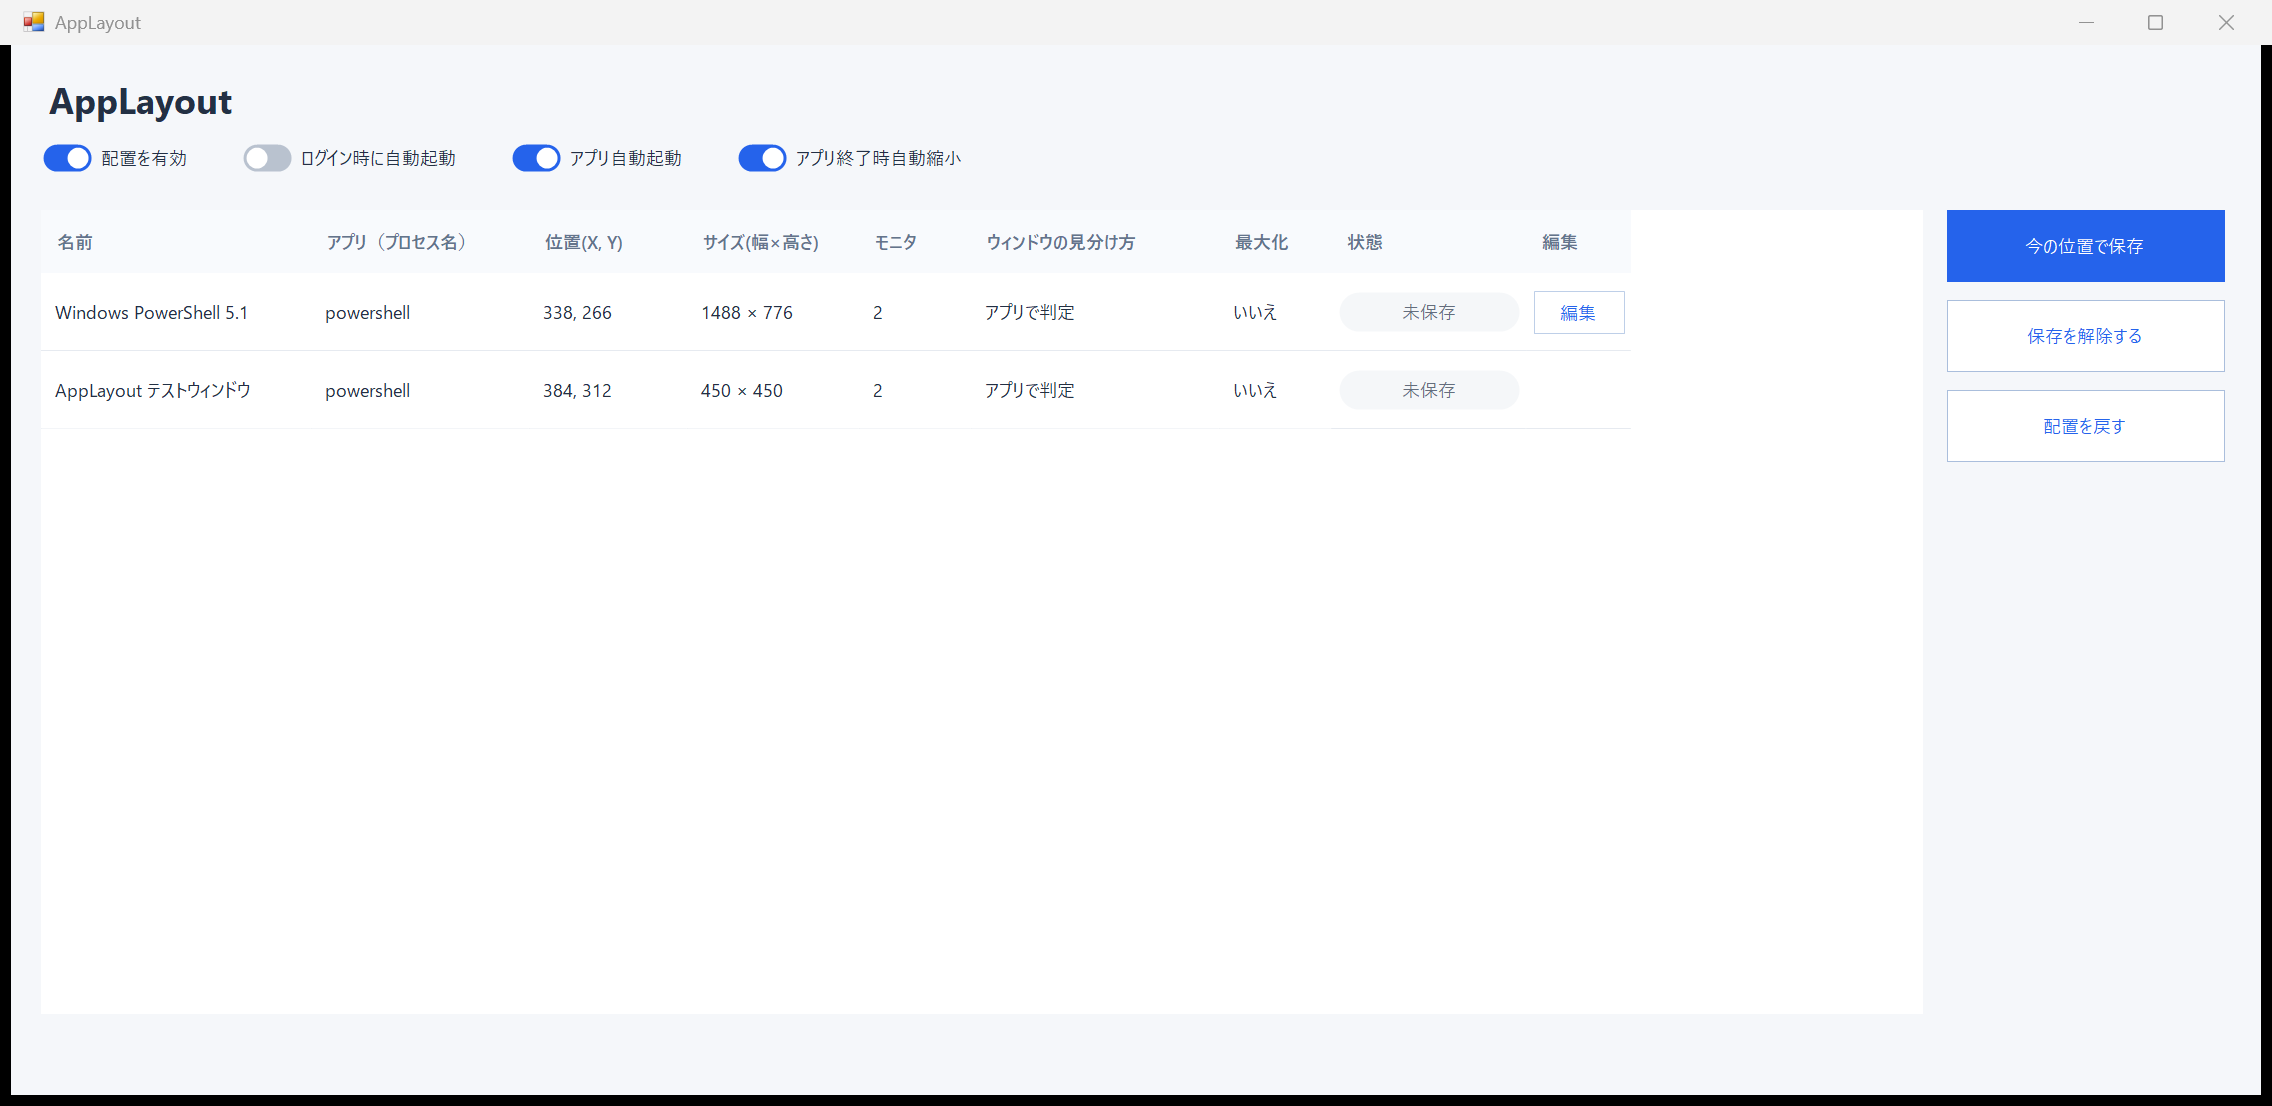 AppLayout
AppLayout
配置を有効 ログイン時に自動起動 アプリ自動起動 アプリ終了時自動縮小
名前 アプリ（プロセス名） 位置(X, Y) サイズ(幅×高さ) モニタ ウィンドウの見分け方 最大化 状態 編集
Windows PowerShell 5.1 powershell 338, 266 1488 × 776 2 アプリで判定 いいえ 未保存 編集
AppLayout テストウィンドウ powershell 384, 312 450 × 450 2 アプリで判定 いいえ 未保存
今の位置で保存
保存を解除する
配置を戻す